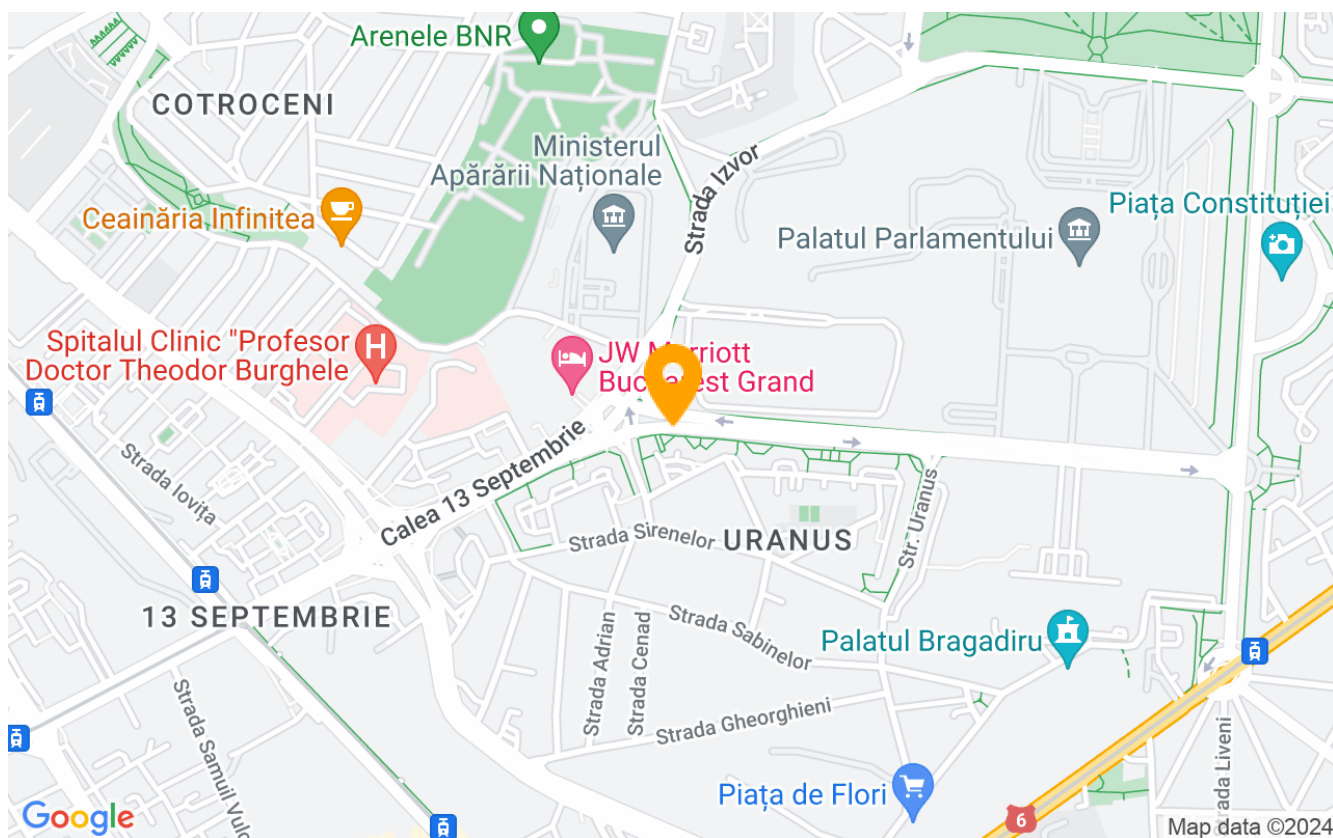 Arenele BNR
COTROCENI
Ministerul
Apărării Naționale
Strada Izvor
Ceainăria Infinitea
Palatul Parlamentului
Piața Constituției
Spitalul Clinic "Profesor
Doctor Theodor Burghele
H
JW Marriott
Bucharest Grand
Calea 13 Septembrie
Strada Iovița
Strada Sirenelor
URANUS
Str. Uranus
13 SEPTEMBRIE
Strada Adrian
Strada Cenad
Strada Sabinelor
Palatul Bragadiru
Strada Gheorghieni
Strada Samuil Vulc
Piața de Flori
6
strada Liveni
Google
Map data ©2024